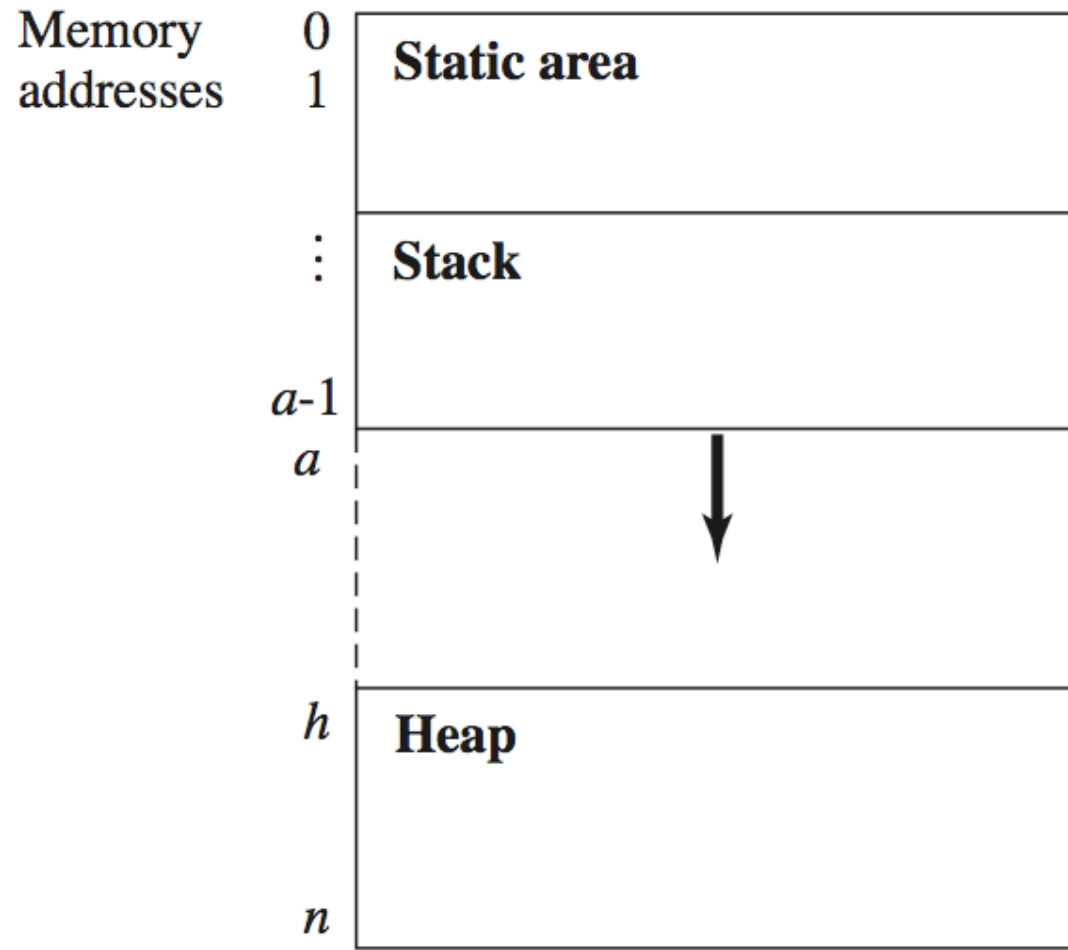 Memory 0
addresses 1
Static area
⋮
Stack
a-1
a
h
Heap
n